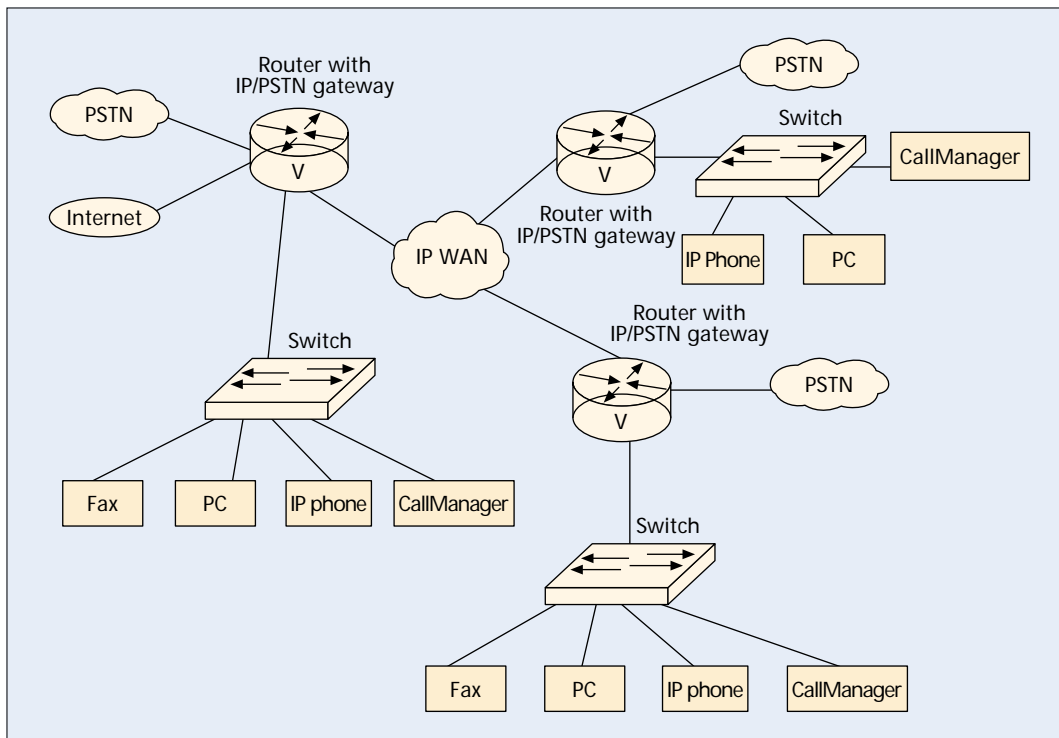 Router with
IP/PSTN gateway
PSTN
V
Internet
PSTN
Switch
CallManager
V
Router with
IP/PSTN gateway
IP Phone
PC
IP WAN
Router with
IP/PSTN gateway
Switch
PSTN
V
Fax
PC
IP phone
CallManager
Switch
Fax
PC
IP phone
CallManager